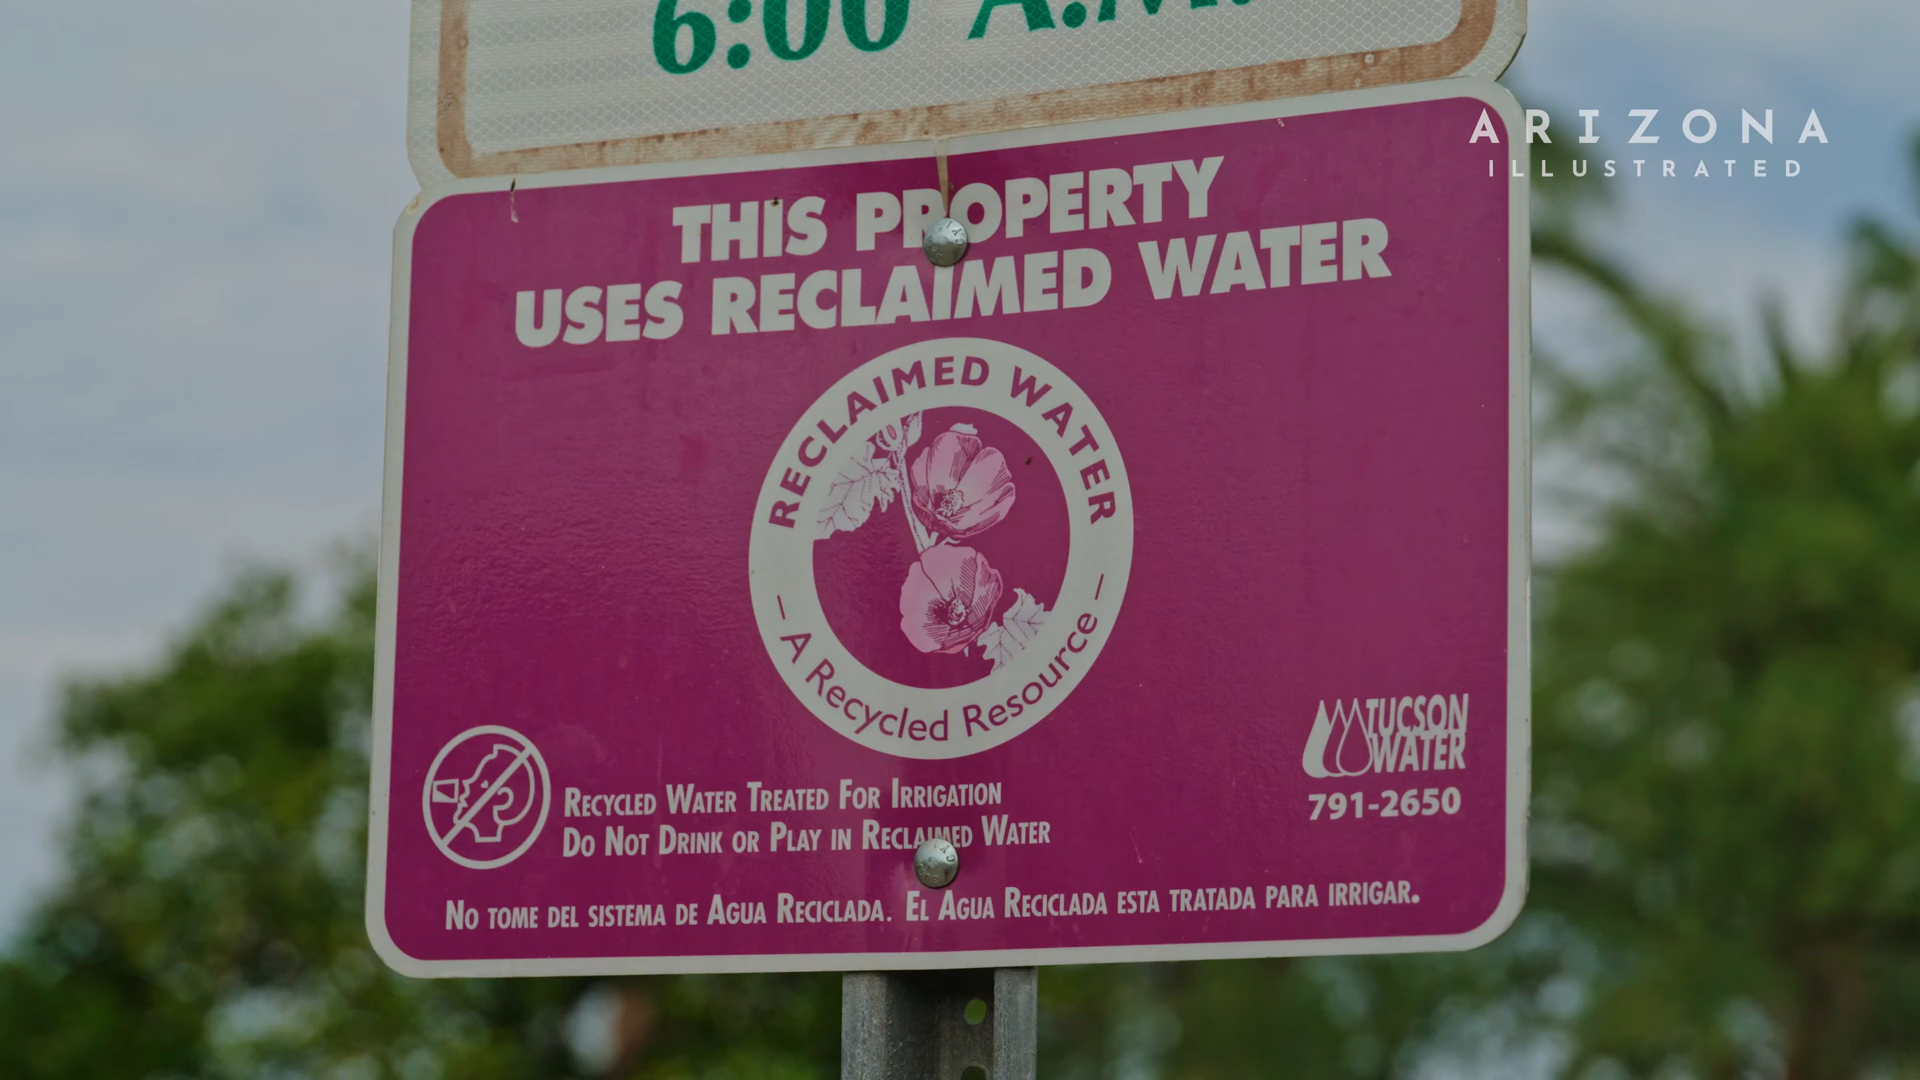 6:00 A.M.
ARIZONA
ILLUSTRATED
THIS PROPERTY
USES RECLAIMED WATER
RECLAIMED WATER
– A Recycled Resource –
TUCSON
WATER
791-2650
RECYCLED WATER TREATED FOR IRRIGATION
DO NOT DRINK OR PLAY IN RECLAIMED WATER
NO TOME DEL SISTEMA DE AGUA RECICLADA. EL AGUA RECICLADA ESTA TRATADA PARA IRRIGAR.